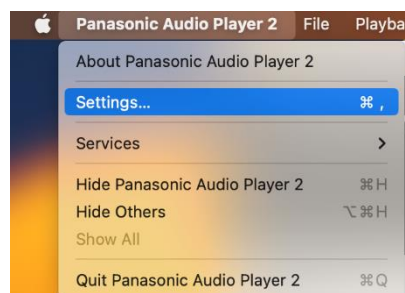 Panasonic Audio Player 2 File
About Panasonic Audio Player 2
Settings... ⌘ ,
Services >
Hide Panasonic Audio Player 2 ⌘ H
Hide Others ⌥ ⌘ H
Show All
Quit Panasonic Audio Player 2 ⌘ Q